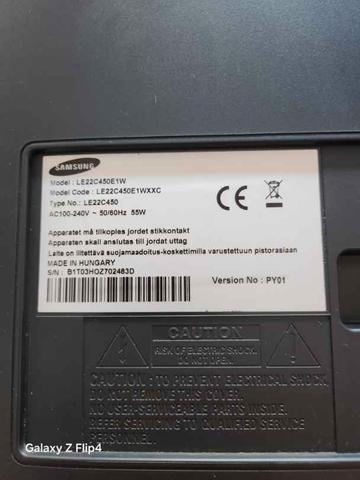 SAMSUNG
Model : LE22C450E1W
Model Code : LE22C450E1WXXC
Type No. : LE22C450
AC100-240V ~ 50/60Hz 55W
Apparatet må tilkoples jordet stikkontakt
Apparaten skall anslutas till jordat uttag
Laite on liitettävä suojamaadoitus-koskettimilla varustettuun pistorasiaan
MADE IN HUNGARY
S/N : B1T03HOZ702483D
Version No : PY01
CE
CAUTION
RISK OF ELECTRIC SHOCK.
DO NOT OPEN.
CAUTION : TO PREVENT ELECTRICAL SHOCK,
DO NOT REMOVE THIS COVER.
NO USER-SERVICEABLE PARTS INSIDE.
REFER SERVICING TO QUALIFIED SERVICE
PERSONNEL.
Galaxy Z Flip4